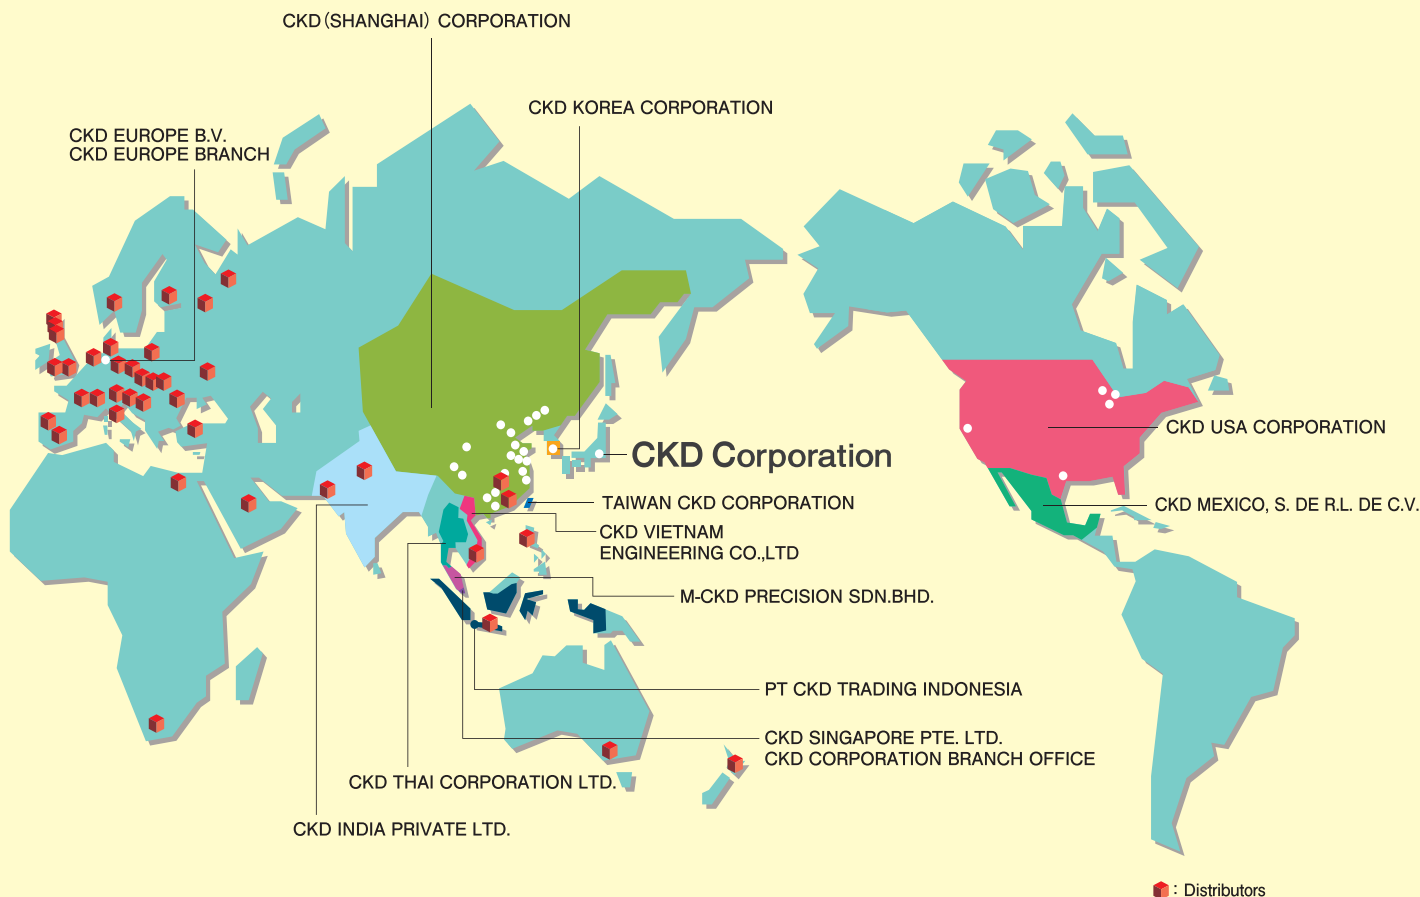 CKD (SHANGHAI) CORPORATION
CKD KOREA CORPORATION
CKD EUROPE B.V.
CKD EUROPE BRANCH
CKD USA CORPORATION
CKD Corporation
TAIWAN CKD CORPORATION
CKD MEXICO, S. DE R.L. DE C.V.
CKD VIETNAM
ENGINEERING CO.,LTD
M-CKD PRECISION SDN.BHD.
PT CKD TRADING INDONESIA
CKD SINGAPORE PTE. LTD.
CKD CORPORATION BRANCH OFFICE
CKD THAI CORPORATION LTD.
CKD INDIA PRIVATE LTD.
: Distributors